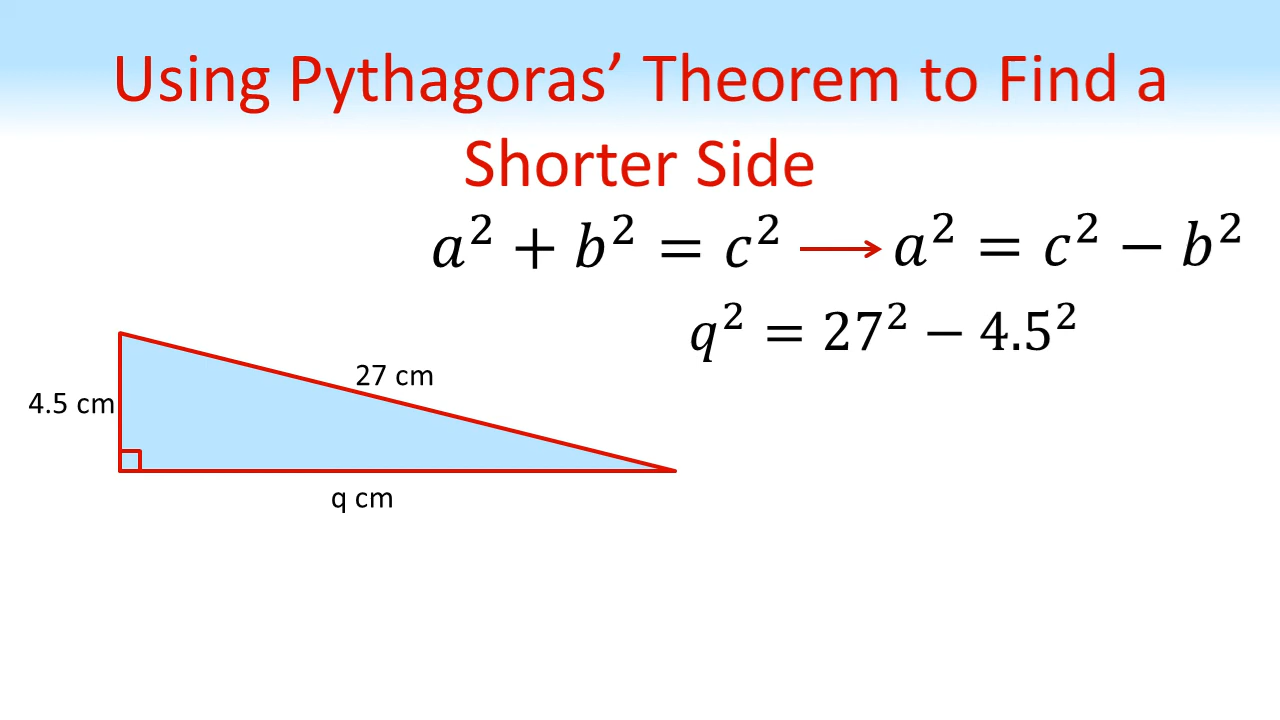 Using Pythagoras’ Theorem to Find a
Shorter Side
a² + b² = c² → a² = c² − b²
q² = 27² − 4.5²
27 cm
4.5 cm
q cm